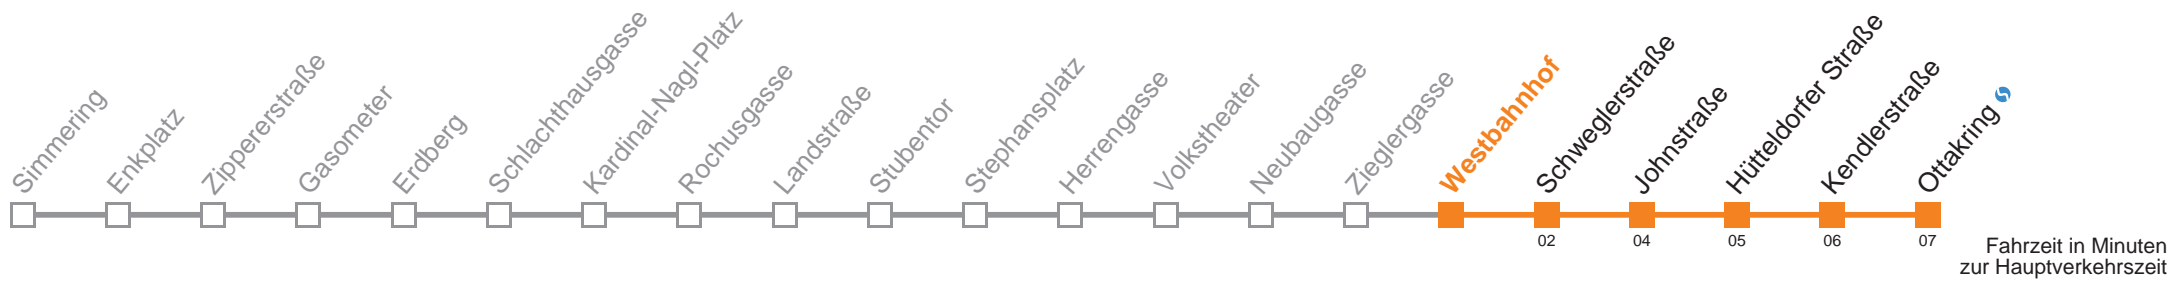 Simmering
Enkplatz
Zippererstraße
Gasometer
Erdberg
Schlachthausgasse
Kardinal-Nagl-Platz
Rochusgasse
Landstraße
Stubentor
Stephansplatz
Herrengasse
Volkstheater
Neubaugasse
Zieglergasse
Westbahnhof
Schweglerstraße
Johnstraße
Hütteldorfer Straße
Kendlerstraße
Ottakring
02 04 05 06 07
Fahrzeit in Minuten
zur Hauptverkehrszeit